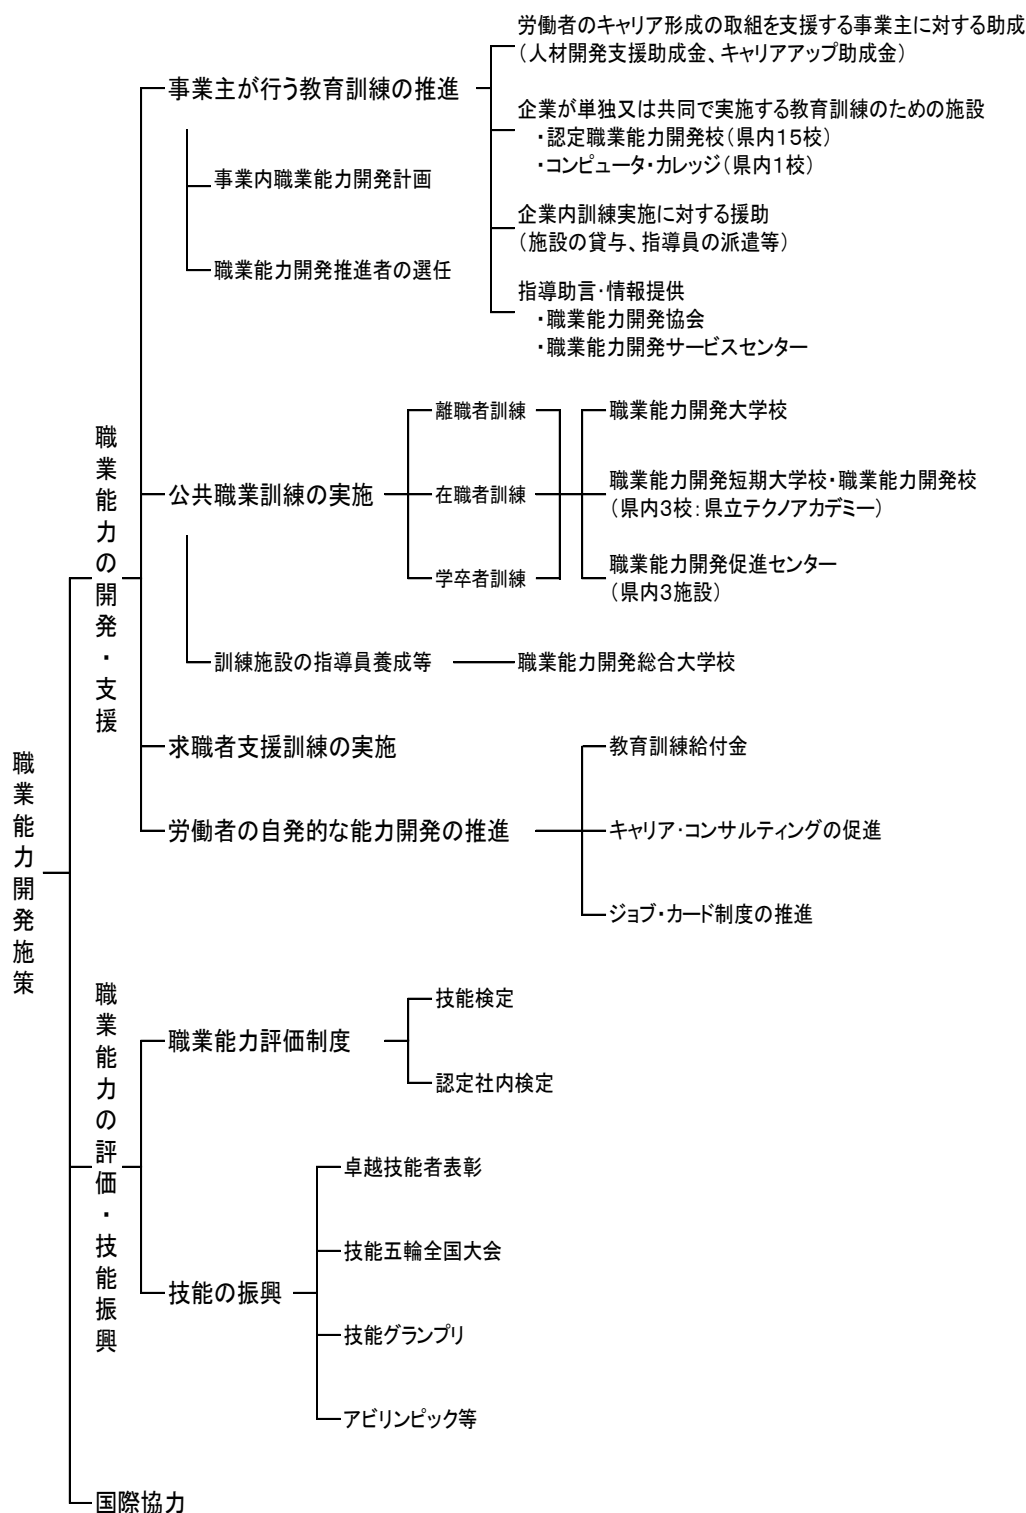 職業能力開発施策
職業能力の開発・支援
事業主が行う教育訓練の推進
事業内職業能力開発計画
職業能力開発推進者の選任
労働者のキャリア形成の取組を支援する事業主に対する助成
（人材開発支援助成金、キャリアアップ助成金）
企業が単独又は共同で実施する教育訓練のための施設
・認定職業能力開発校（県内15校）
・コンピュータ・カレッジ（県内1校）
企業内訓練実施に対する援助
（施設の貸与、指導員の派遣等）
指導助言・情報提供
・職業能力開発協会
・職業能力開発サービスセンター
公共職業訓練の実施
離職者訓練
在職者訓練
学卒者訓練
職業能力開発大学校
職業能力開発短期大学校・職業能力開発校
（県内3校：県立テクノアカデミー）
職業能力開発促進センター
（県内3施設）
訓練施設の指導員養成等
職業能力開発総合大学校
求職者支援訓練の実施
労働者の自発的な能力開発の推進
教育訓練給付金
キャリア・コンサルティングの促進
ジョブ・カード制度の推進
職業能力の評価・技能振興
職業能力評価制度
技能検定
認定社内検定
技能の振興
卓越技能者表彰
技能五輪全国大会
技能グランプリ
アビリンピック等
国際協力